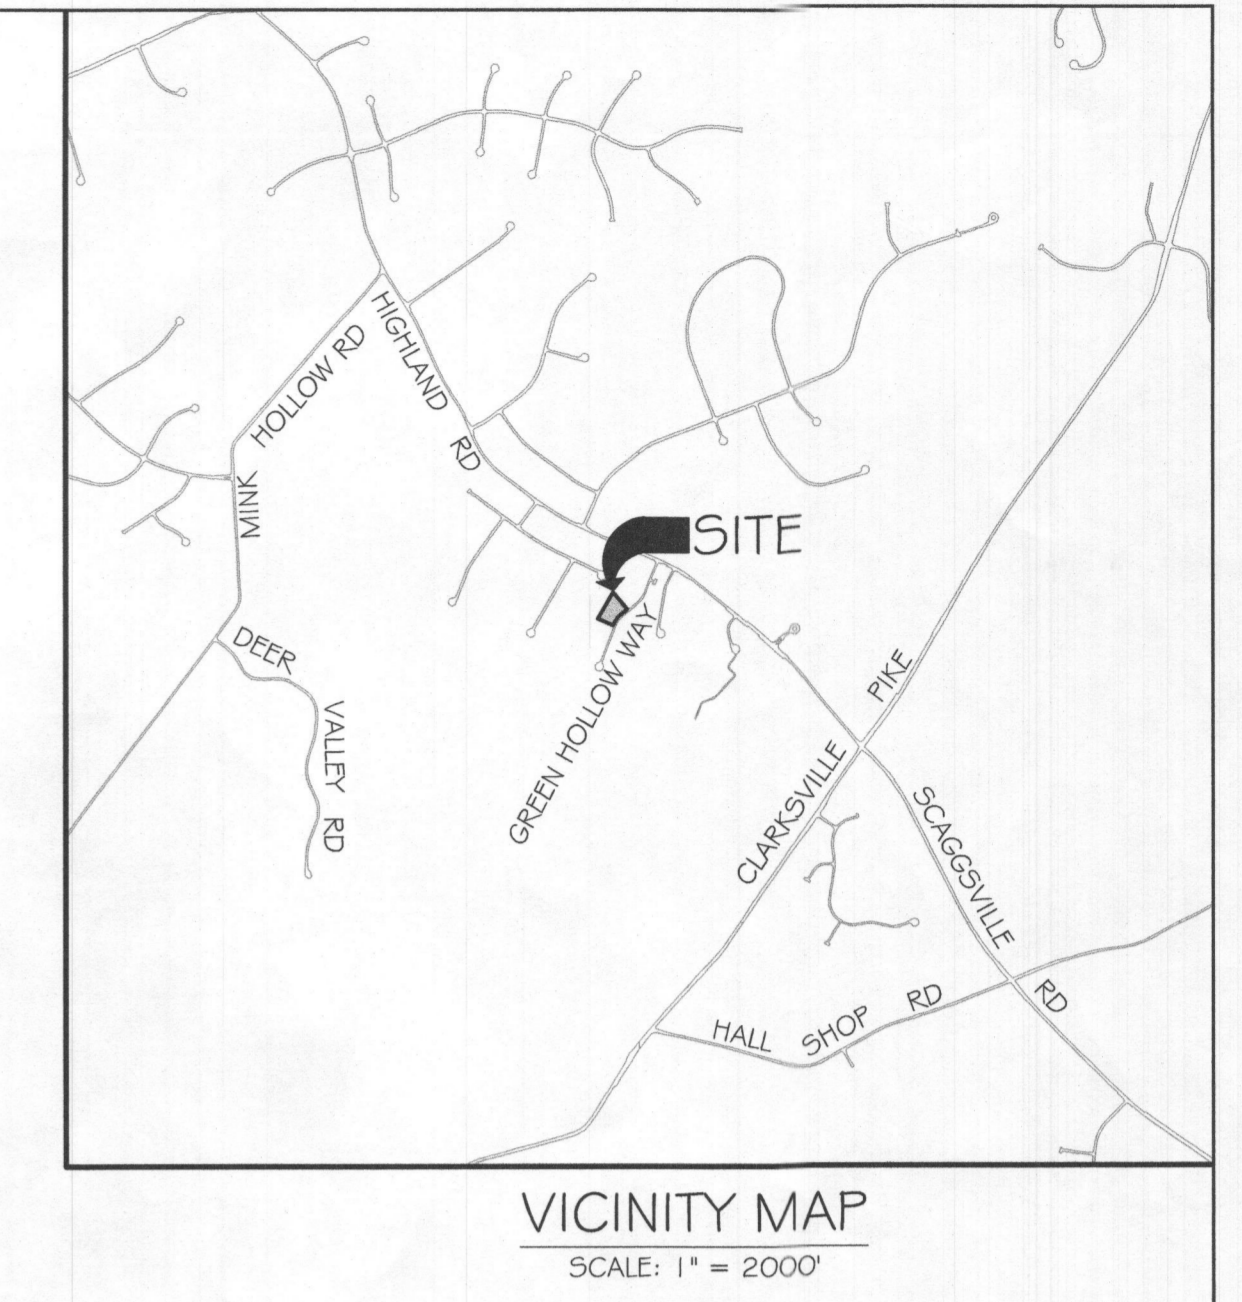 HIGHLAND
RD
HOLLOW RD
MINK
SITE
DEER
VALLEY RD
GREEN HOLLOW WAY
PIKE
CLARKSVILLE
SCAGGSVILLE
RD
HALL SHOP RD
VICINITY MAP
SCALE: 1" = 2000'